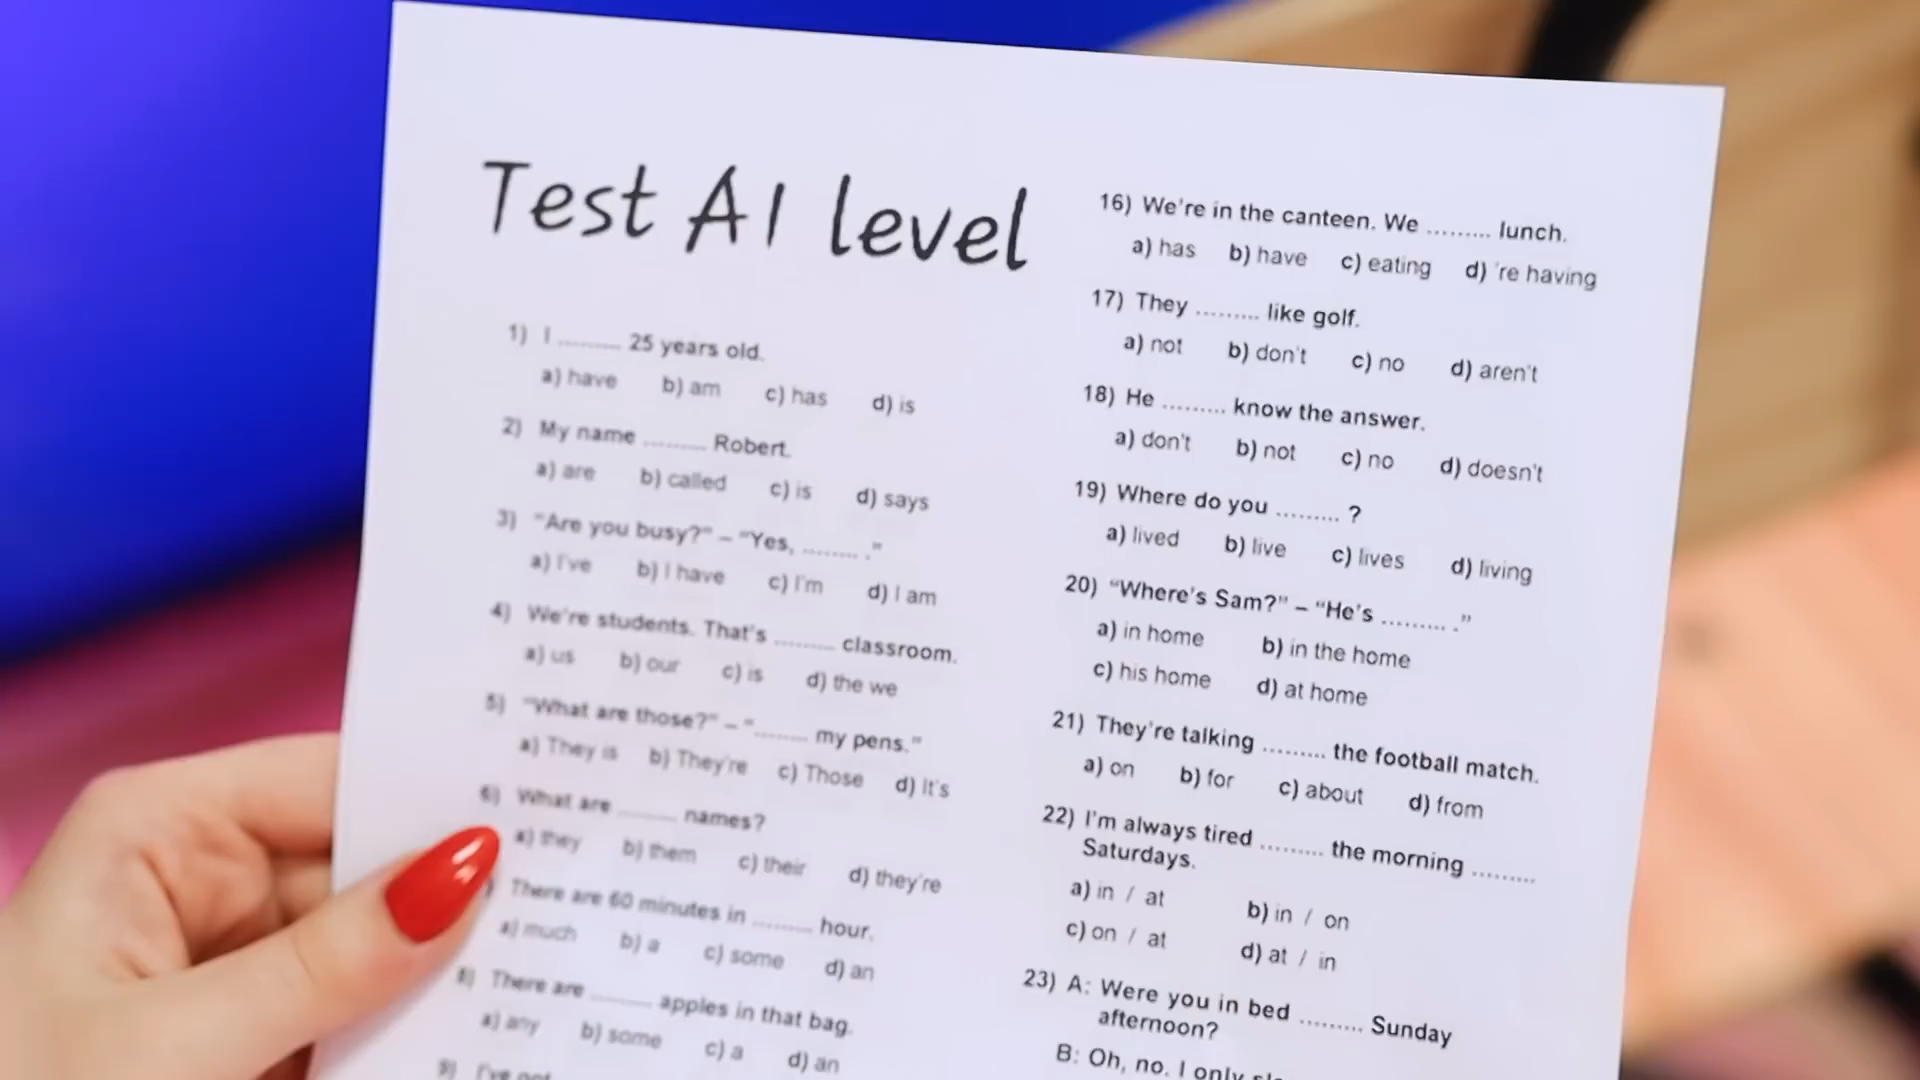 Test A1 level
1) I ......... 25 years old.
a) have b) am c) has d) is
2) My name ......... Robert.
a) are b) called c) is d) says
3) “Are you busy?” – “Yes, ........ .”
a) I've b) I have c) I'm d) I am
4) We're students. That's ......... classroom.
a) us b) our c) is d) the we
5) “What are those?” – “........ my pens.”
a) They is b) They're c) Those d) It's
6) What are ......... names?
a) they b) them c) their d) they're
) There are 60 minutes in ......... hour.
a) much b) a c) some d) an
8) There are ......... apples in that bag.
a) any b) some c) a d) an
9) I've got
16) We're in the canteen. We ......... lunch.
a) has b) have c) eating d) 're having
17) They ......... like golf.
a) not b) don't c) no d) aren't
18) He ......... know the answer.
a) don't b) not c) no d) doesn't
19) Where do you ......... ?
a) lived b) live c) lives d) living
20) “Where's Sam?” – “He's ......... .”
a) in home b) in the home
c) his home d) at home
21) They're talking ......... the football match.
a) on b) for c) about d) from
22) I'm always tired ......... the morning .........
Saturdays.
a) in / at b) in / on
c) on / at d) at / in
23) A: Were you in bed ......... Sunday
afternoon?
B: Oh, no. I only